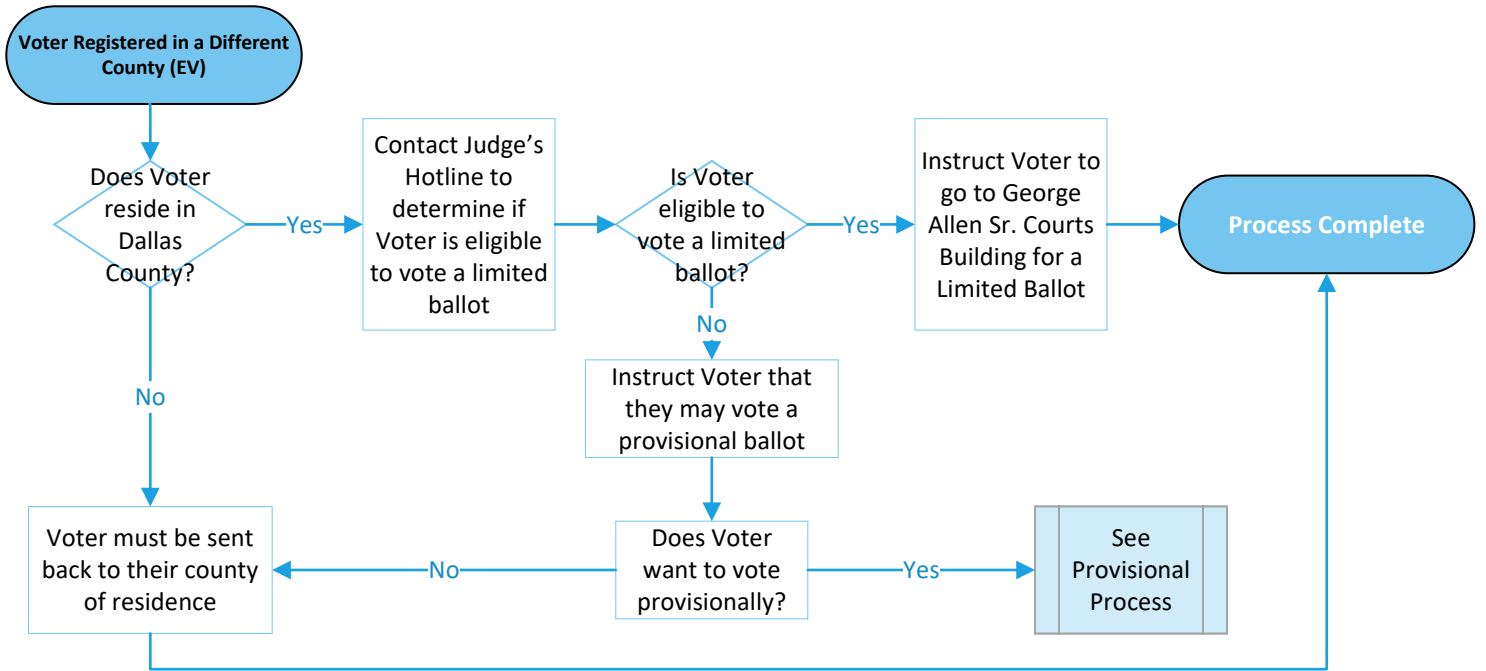 Voter Registered in a Different
County (EV)
Does Voter
reside in
Dallas
County?
Yes
Contact Judge’s
Hotline to
determine if
Voter is eligible
to vote a limited
ballot
Is Voter
eligible to
vote a limited
ballot?
Yes
Instruct Voter to
go to George
Allen Sr. Courts
Building for a
Limited Ballot
Process Complete
No
No
Instruct Voter that
they may vote a
provisional ballot
Voter must be sent
back to their county
of residence
No
Does Voter
want to vote
provisionally?
Yes
See
Provisional
Process